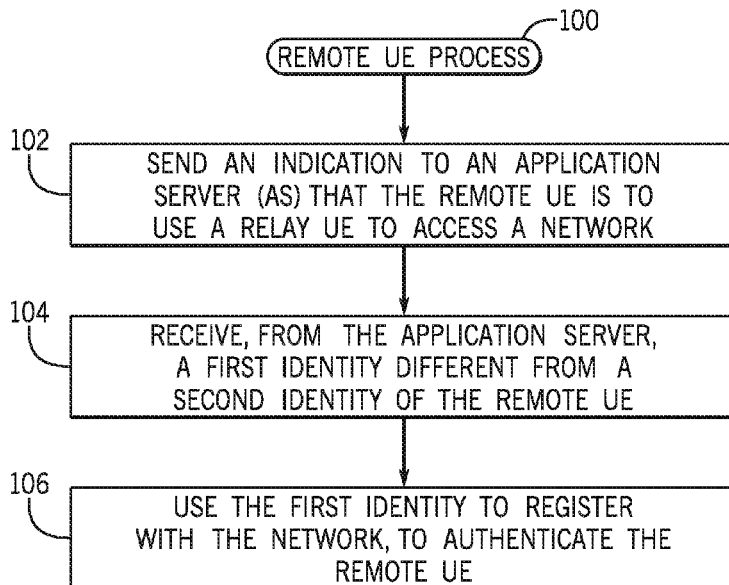 100
REMOTE UE PROCESS
102
SEND AN INDICATION TO AN APPLICATION
SERVER (AS) THAT THE REMOTE UE IS TO
USE A RELAY UE TO ACCESS A NETWORK
104
RECEIVE, FROM THE APPLICATION SERVER,
A FIRST IDENTITY DIFFERENT FROM A
SECOND IDENTITY OF THE REMOTE UE
106
USE THE FIRST IDENTITY TO REGISTER
WITH THE NETWORK, TO AUTHENTICATE THE
REMOTE UE